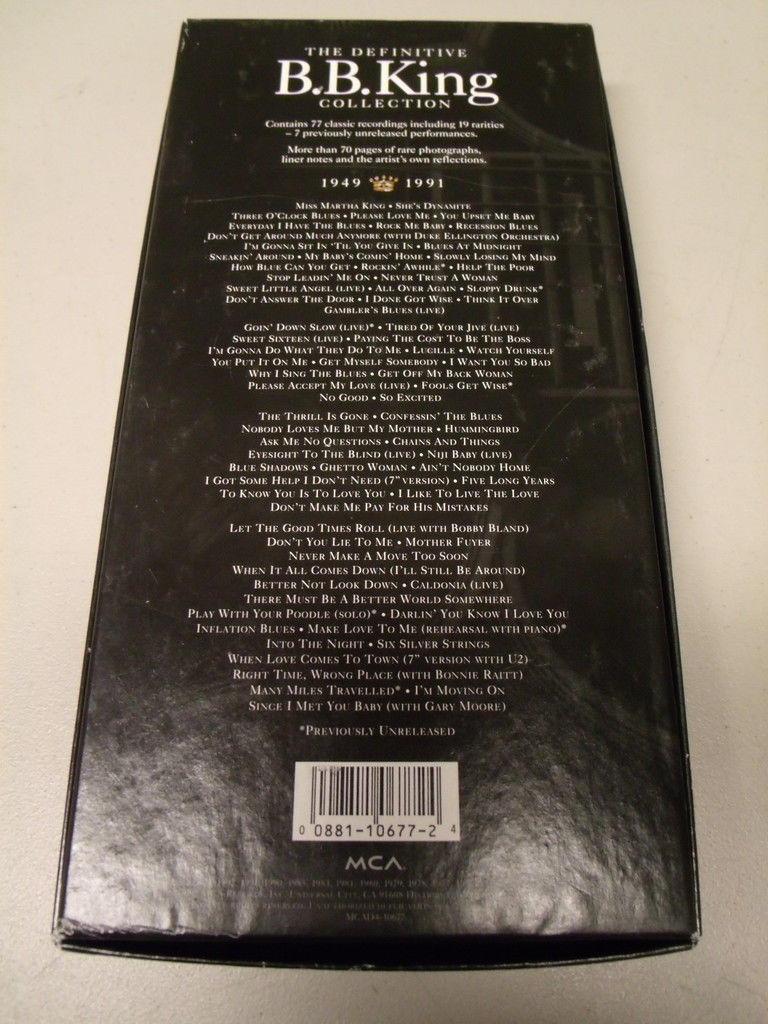 THE DEFINITIVE
B.B.King
COLLECTION
Contains 77 classic recordings including 19 rarities
– 7 previously unreleased performances.
More than 70 pages of rare photographs,
liner notes and the artist's own reflections.
1949 1991
Miss Martha King • She's Dynamite
Three O'Clock Blues • Please Love Me • You Upset Me Baby
Everyday I Have The Blues • Rock Me Baby • Recession Blues
Don't Get Around Much Anymore (with Duke Ellington Orchestra)
I'm Gonna Sit In 'Til You Give In • Blues At Midnight
Sneakin' Around • My Baby's Comin' Home • Slowly Losing My Mind
How Blue Can You Get • Rockin' Awhile* • Help The Poor
Stop Leadin' Me On • Never Trust A Woman
Sweet Little Angel (live) • All Over Again • Sloppy Drunk*
Don't Answer The Door • I Done Got Wise • Think It Over
Gambler's Blues (live)
Goin' Down Slow (live)* • Tired Of Your Jive (live)
Sweet Sixteen (live) • Paying The Cost To Be The Boss
I'm Gonna Do What They Do To Me • Lucille • Watch Yourself
You Put It On Me • Get Myself Somebody • I Want You So Bad
Why I Sing The Blues • Get Off My Back Woman
Please Accept My Love (live) • Fools Get Wise*
No Good • So Excited
The Thrill Is Gone • Confessin' The Blues
Nobody Loves Me But My Mother • Hummingbird
Ask Me No Questions • Chains And Things
Eyesight To The Blind (live) • Niji Baby (live)
Blue Shadows • Ghetto Woman • Ain't Nobody Home
I Got Some Help I Don't Need (7" version) • Five Long Years
To Know You Is To Love You • I Like To Live The Love
Don't Make Me Pay For His Mistakes
Let The Good Times Roll (live with Bobby Bland)
Don't You Lie To Me • Mother Fuyer
Never Make A Move Too Soon
When It All Comes Down (I'll Still Be Around)
Better Not Look Down • Caldonia (live)
There Must Be A Better World Somewhere
Play With Your Poodle (solo)* • Darlin' You Know I Love You
Inflation Blues • Make Love To Me (rehearsal with piano)*
Into The Night • Six Silver Strings
When Love Comes To Town (7" version with U2)
Right Time, Wrong Place (with Bonnie Raitt)
Many Miles Travelled* • I'm Moving On
Since I Met You Baby (with Gary Moore)
*Previously Unreleased
0 0881-10677-2 4
MCA
Inc. Universal City, CA
MCAD4-10677